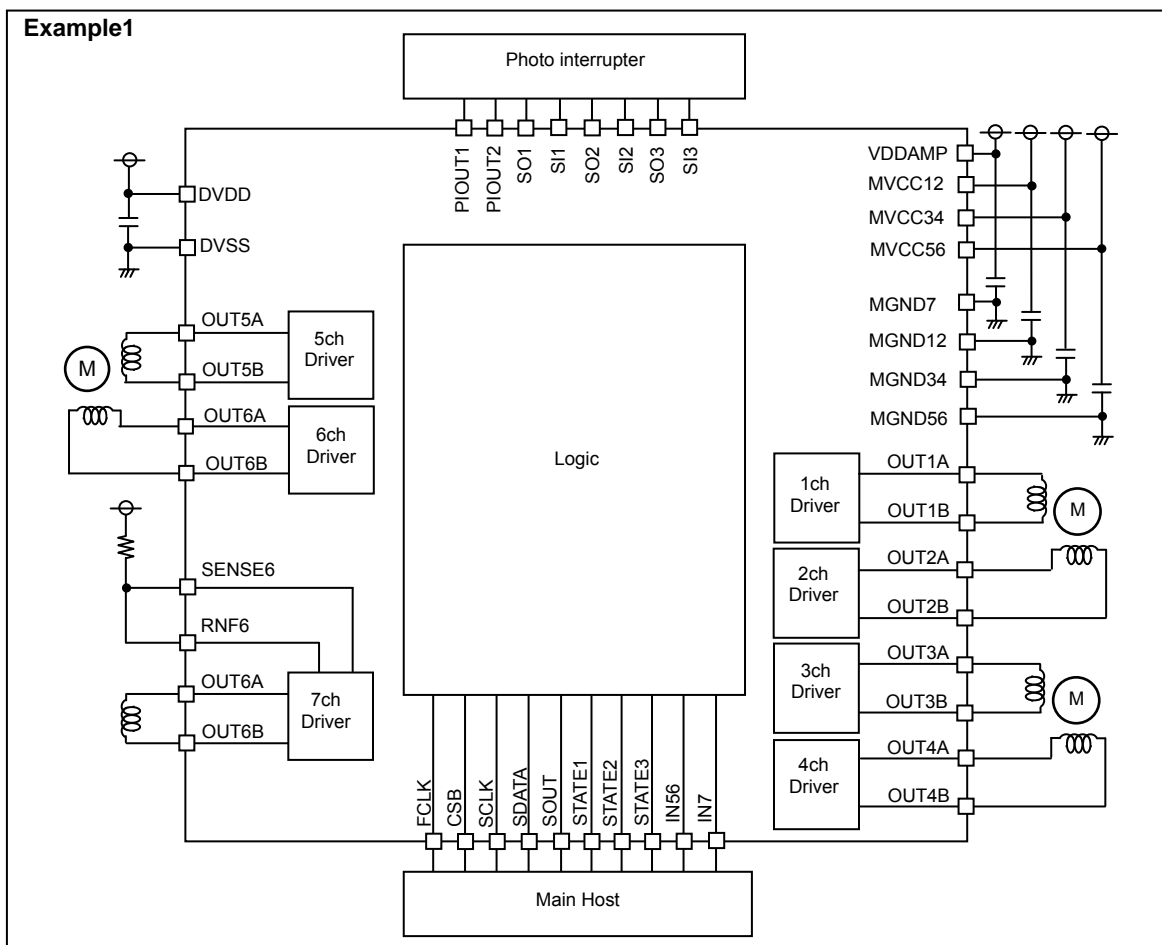 Example1
Photo interrupter
PIOUT1
PIOUT2
SO1
SI1
SO2
SI2
SO3
SI3
DVDD
DVSS
VDDAMP
MVCC12
MVCC34
MVCC56
MGND7
MGND12
MGND34
MGND56
OUT5A
OUT5B
5ch
Driver
M
OUT6A
OUT6B
6ch
Driver
SENSE6
RNF6
OUT6A
OUT6B
7ch
Driver
Logic
1ch
Driver
OUT1A
OUT1B
M
2ch
Driver
OUT2A
OUT2B
3ch
Driver
OUT3A
OUT3B
M
4ch
Driver
OUT4A
OUT4B
FCLK
CSB
SCLK
SDATA
SOUT
STATE1
STATE2
STATE3
IN56
IN7
Main Host